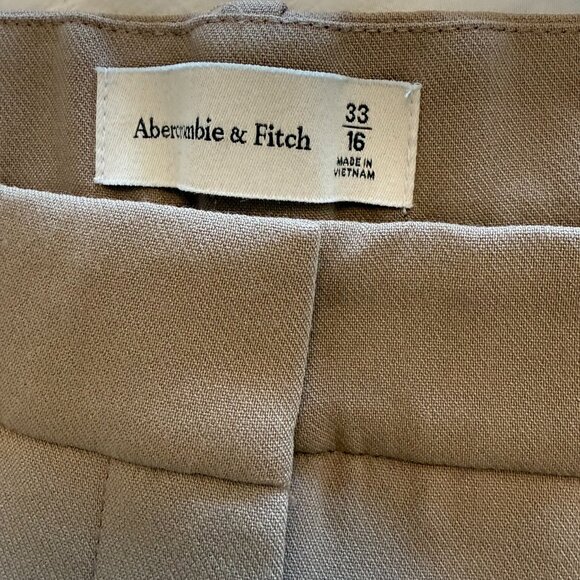 Abercrombie & Fitch
33
16
MADE IN
VIETNAM